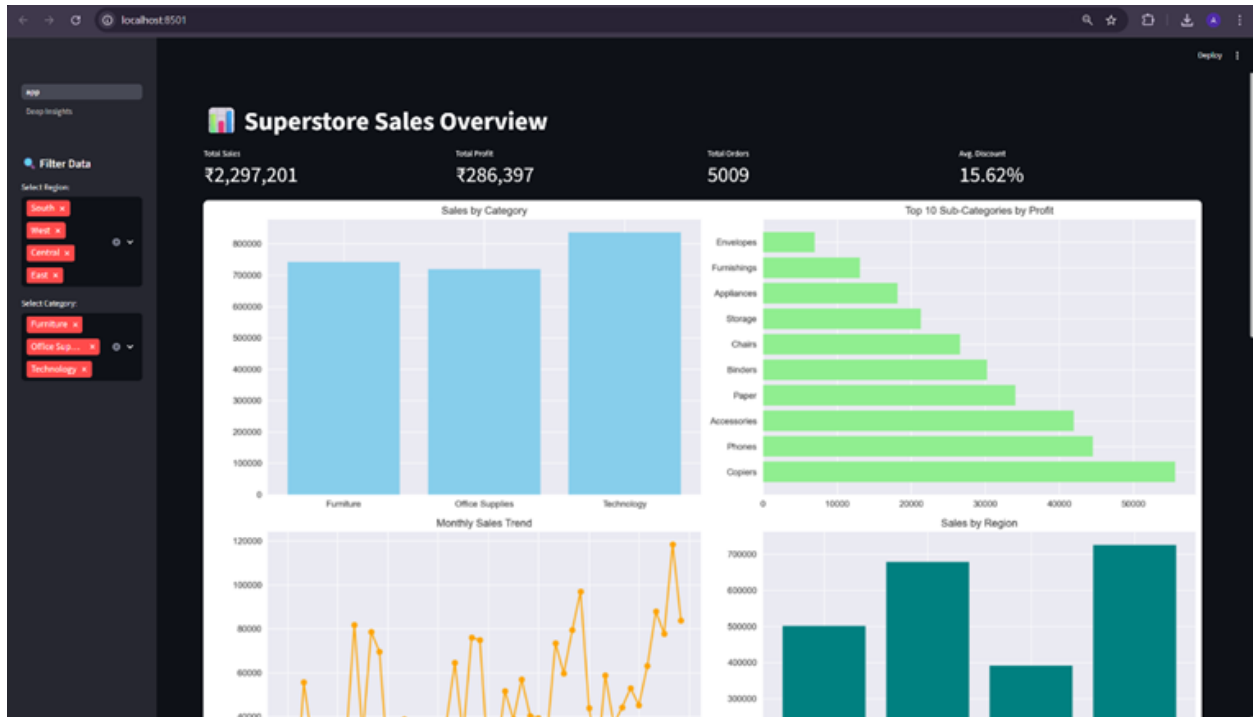 localhost:8501
Deploy
app
Deep Insights
Filter Data
Select Region:
South ×
West ×
Central ×
East ×
Select Category:
Furniture ×
Office Sup... ×
Technology ×
Superstore Sales Overview
Total Sales
₹2,297,201
Total Profit
₹286,397
Total Orders
5009
Avg. Discount
15.62%
Sales by Category
800000
700000
600000
500000
400000
300000
200000
100000
0
Furniture Office Supplies Technology
Top 10 Sub-Categories by Profit
Envelopes
Furnishings
Appliances
Storage
Chairs
Binders
Paper
Accessories
Phones
Copiers
0 10000 20000 30000 40000 50000
Monthly Sales Trend
120000
100000
80000
60000
40000
Sales by Region
700000
600000
500000
400000
300000